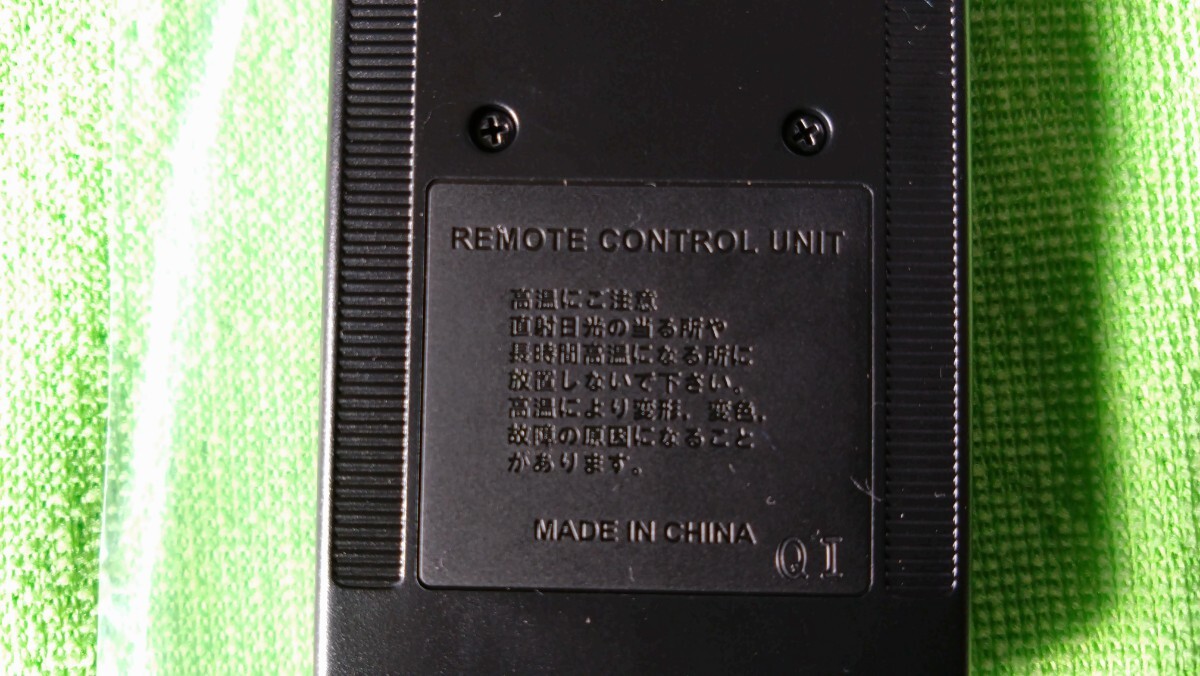 REMOTE CONTROL UNIT
高温にご注意
直射日光の当る所や
長時間高温になる所に
放置しないで下さい。
高温により変形，変色，
故障の原因になること
があります。
MADE IN CHINA
QI